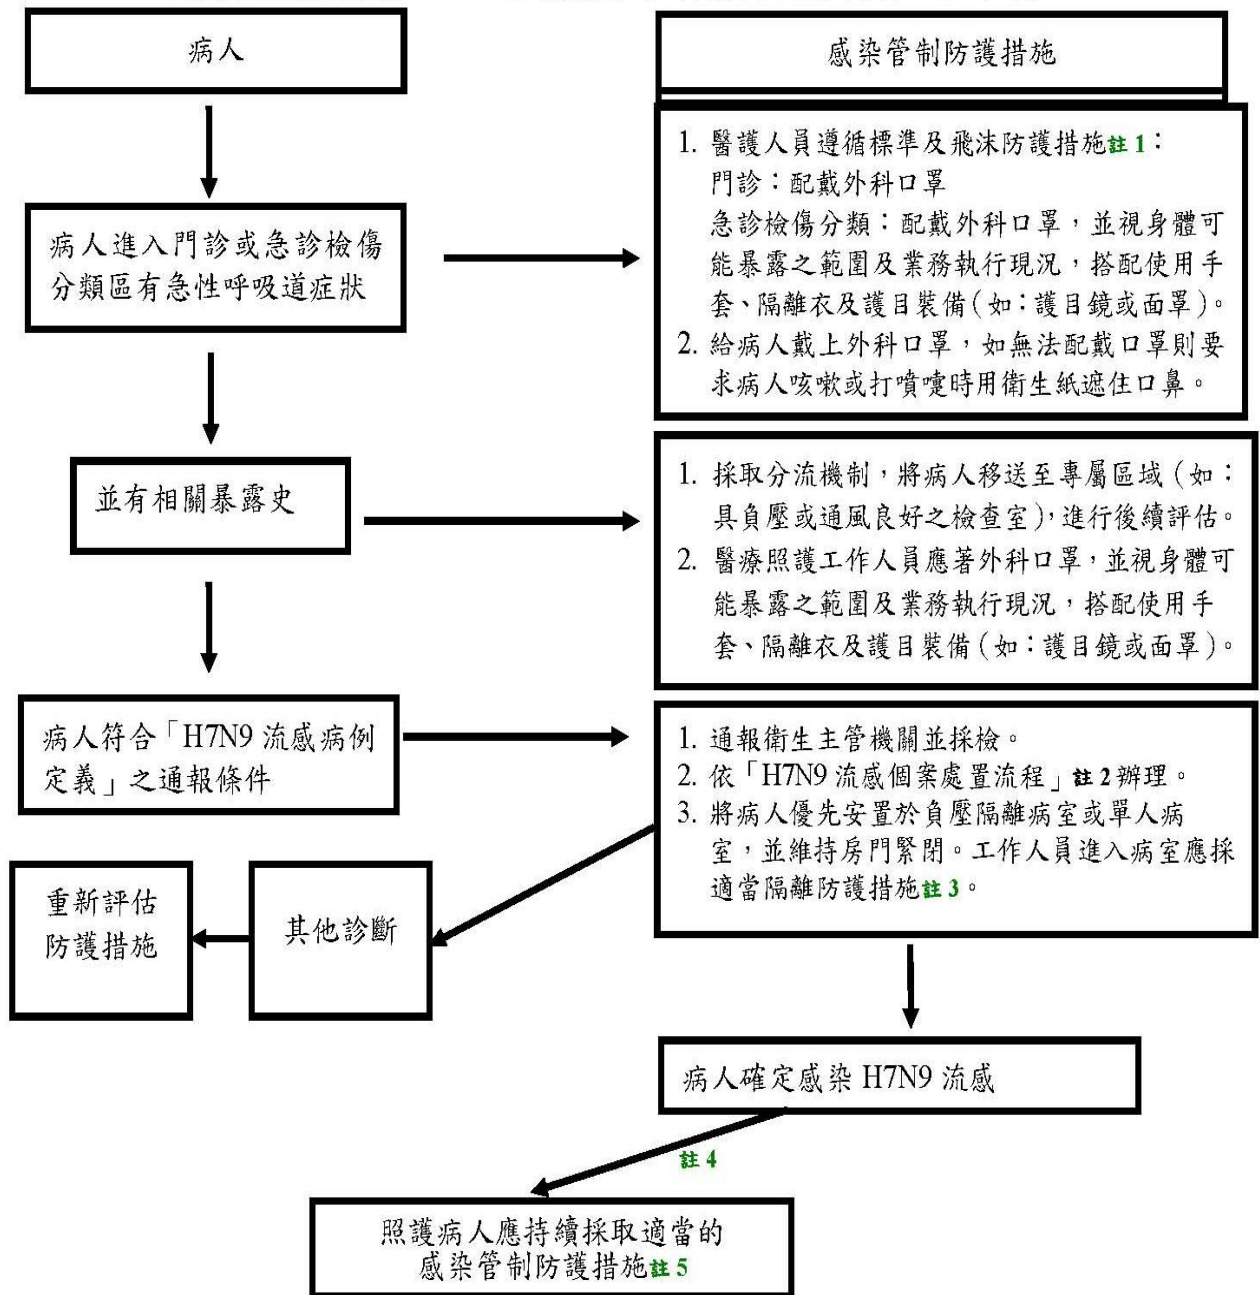 病人
感染管制防護措施
1. 醫護人員遵循標準及飛沫防護措施註 1：
門診：配戴外科口罩
急診檢傷分類：配戴外科口罩，並視身體可
能暴露之範圍及業務執行現況，搭配使用手
套、隔離衣及護目裝備(如：護目鏡或面罩)。
2. 給病人戴上外科口罩，如無法配戴口罩則要
求病人咳嗽或打噴嚏時用衛生紙遮住口鼻。
病人進入門診或急診檢傷
分類區有急性呼吸道症狀
並有相關暴露史
1. 採取分流機制，將病人移送至專屬區域（如：
具負壓或通風良好之檢查室），進行後續評估。
2. 醫療照護工作人員應著外科口罩，並視身體可
能暴露之範圍及業務執行現況，搭配使用手
套、隔離衣及護目裝備（如：護目鏡或面罩）。
病人符合「H7N9 流感病例
定義」之通報條件
1. 通報衛生主管機關並採檢。
2. 依「H7N9 流感個案處置流程」註 2 辦理。
3. 將病人優先安置於負壓隔離病室或單人病
室，並維持房門緊閉。工作人員進入病室應採
適當隔離防護措施註 3。
重新評估
防護措施
其他診斷
病人確定感染 H7N9 流感
註 4
照護病人應持續採取適當的
感染管制防護措施註 5